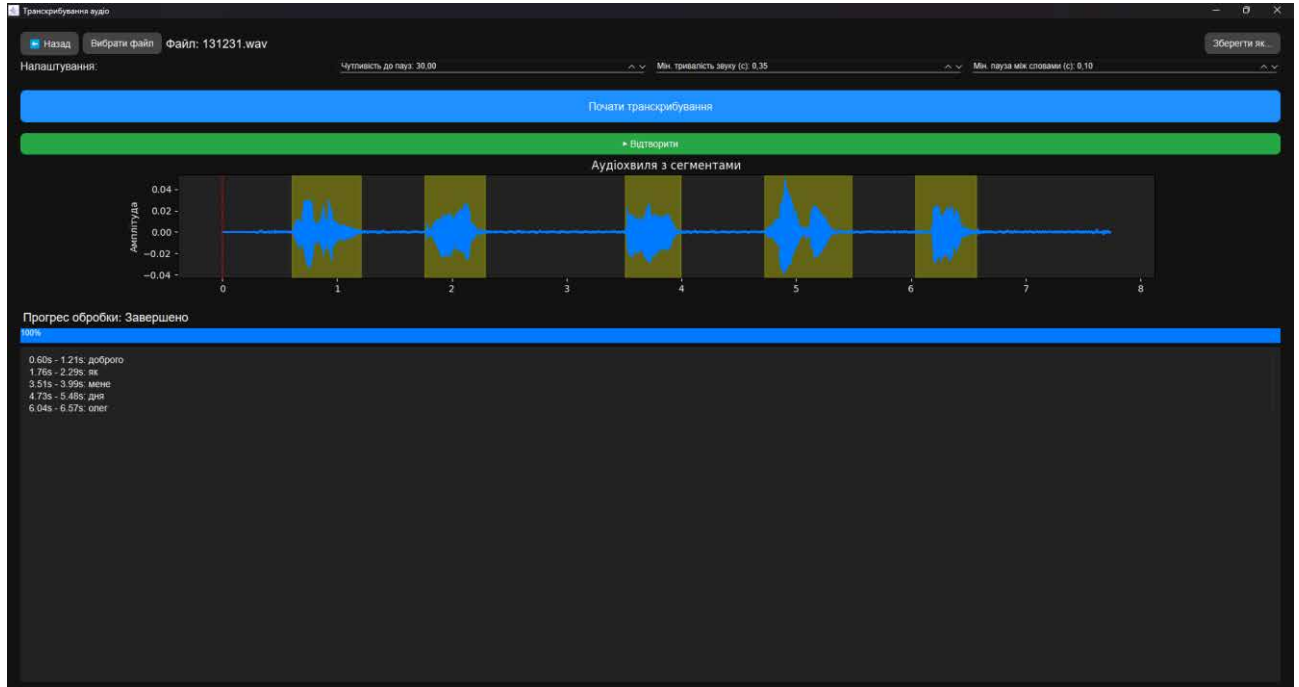 Транскрибування аудіо
Назад Вибрати файл Файл: 131231.wav Зберегти як...
Налаштування: Чутливість до пауз: 30,00 Мін. тривалість звуку (с): 0,35 Мін. пауза між словами (с): 0,10
Почати транскрибування
Відтворити
Аудіохвиля з сегментами
Амплітуда
0.04
0.02
0.00
−0.02
−0.04
0 1 2 3 4 5 6 7 8
Прогрес обробки: Завершено
100%
0.60s - 1.21s: доброго
1.76s - 2.29s: як
3.51s - 3.99s: мене
4.73s - 5.48s: дня
6.04s - 6.57s: олег